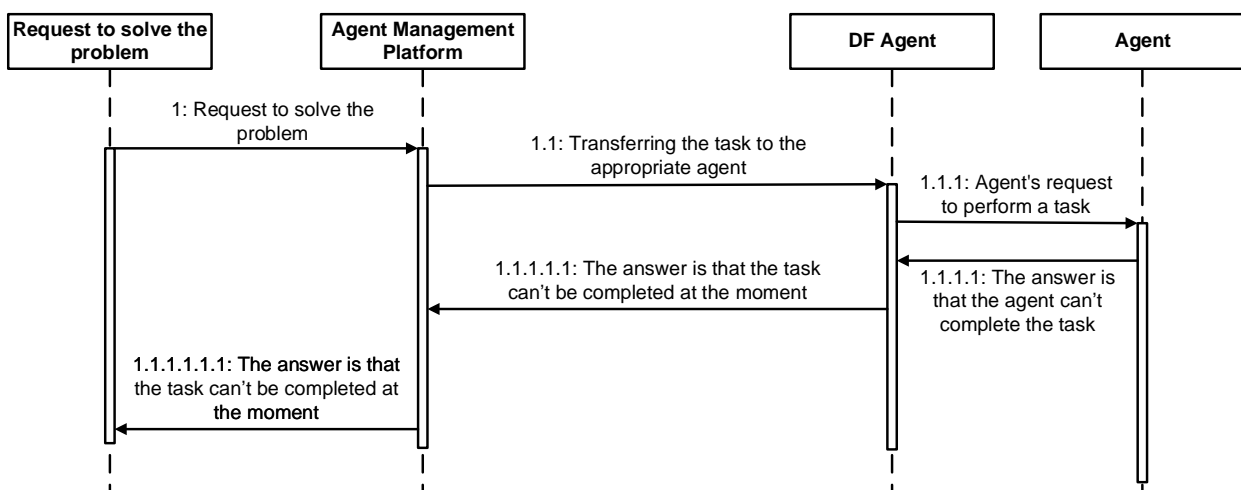 Request to solve the
problem
Agent Management
Platform
DF Agent
Agent
1: Request to solve the
problem
1.1: Transferring the task to the
appropriate agent
1.1.1: Agent's request
to perform a task
1.1.1.1.1: The answer is that the task
can’t be completed at the moment
1.1.1.1: The answer is
that the agent can’t
complete the task
1.1.1.1.1.1: The answer is that
the task can’t be completed at
the moment